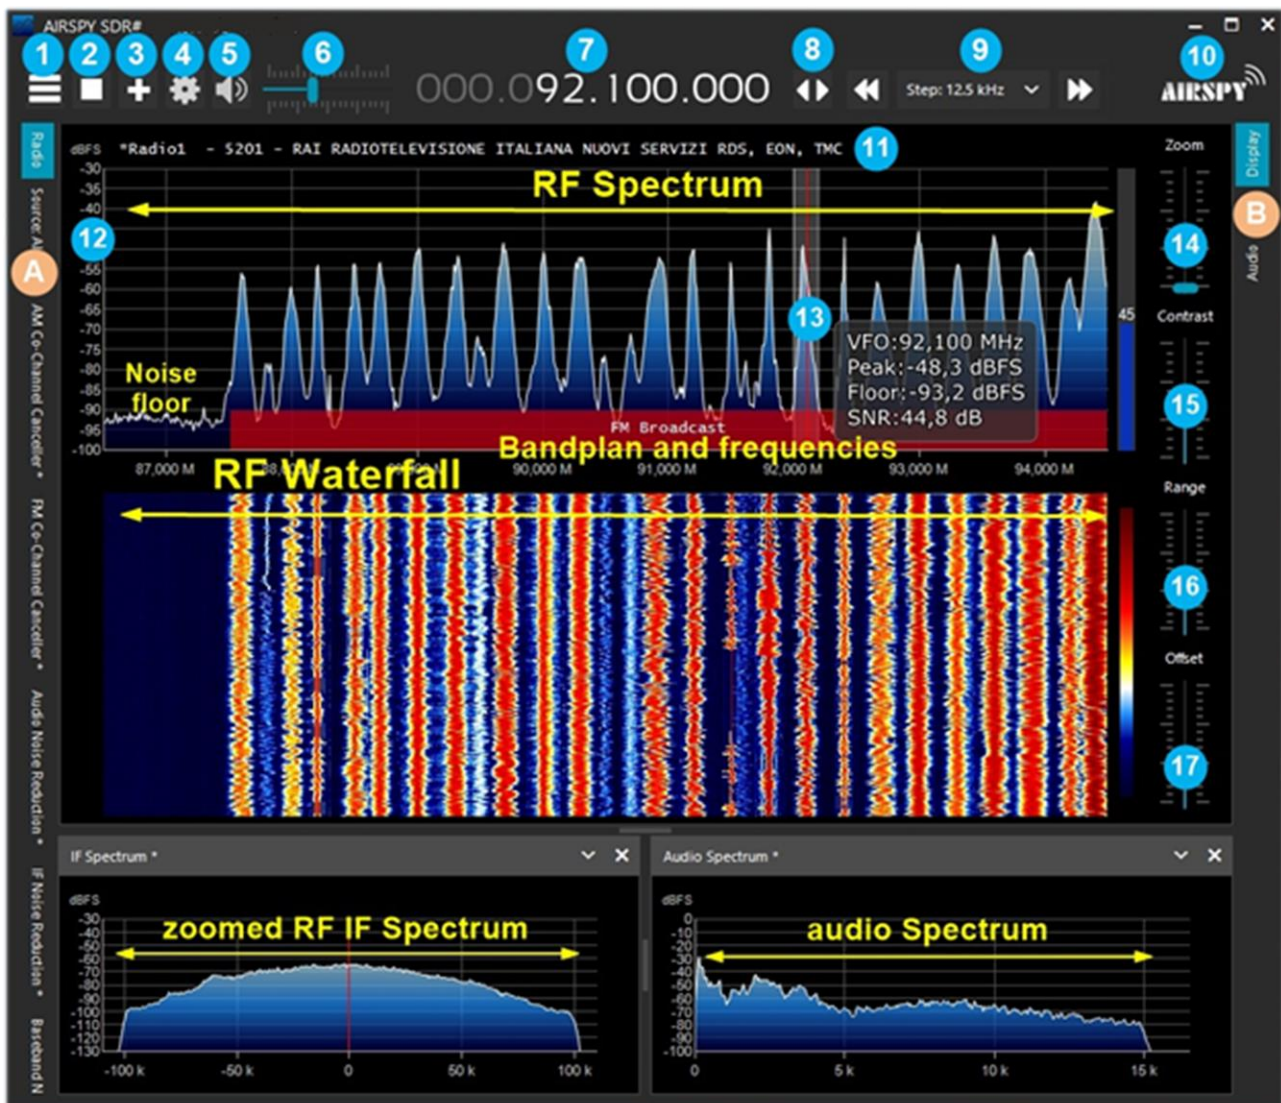 AIRSPY SDR#
1 2 3 4 5 6 7 8 9 10
000.092.100.000
Step: 12.5 kHz
AIRSPY
Radio
Source: A
A
AM Co-Channel Canceller *
FM Co-Channel Canceller *
Audio Noise Reduction *
IF Noise Reduction *
Baseband N
dBFS
*Radio1 - 5201 - RAI RADIOTELEVISIONE ITALIANA NUOVI SERVIZI RDS, EON, TMC
11
RF Spectrum
-30
-35
-40
12
-55
-60
-65
-70
-75
-80
-85
-90
-95
-100
Noise
floor
13
VFO:92,100 MHz
Peak:-48,3 dBFS
Floor:-93,2 dBFS
SNR:44,8 dB
45
FM Broadcast
Bandplan and frequencies
87,000 M 90,000 M 91,000 M 92,000 M 93,000 M 94,000 M
RF Waterfall
Zoom
14
Contrast
15
Range
16
Offset
17
Display
B
Audio
IF Spectrum *
dBFS
zoomed RF IF Spectrum
-30
-40
-50
-60
-70
-80
-90
-100
-110
-120
-130
-100 k -50 k 0 50 k 100 k
Audio Spectrum *
dBFS
audio Spectrum
0
-10
-20
-30
-40
-50
-60
-70
-80
-90
-100
0 5 k 10 k 15 k